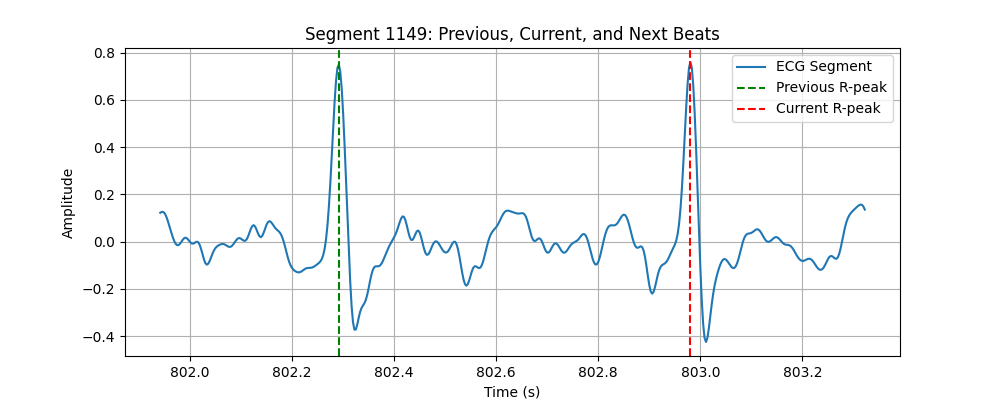 Segment 1149: Previous, Current, and Next Beats
ECG Segment
Previous R-peak
Current R-peak
Amplitude
0.8
0.6
0.4
0.2
0.0
−0.2
−0.4
802.0 802.2 802.4 802.6 802.8 803.0 803.2
Time (s)